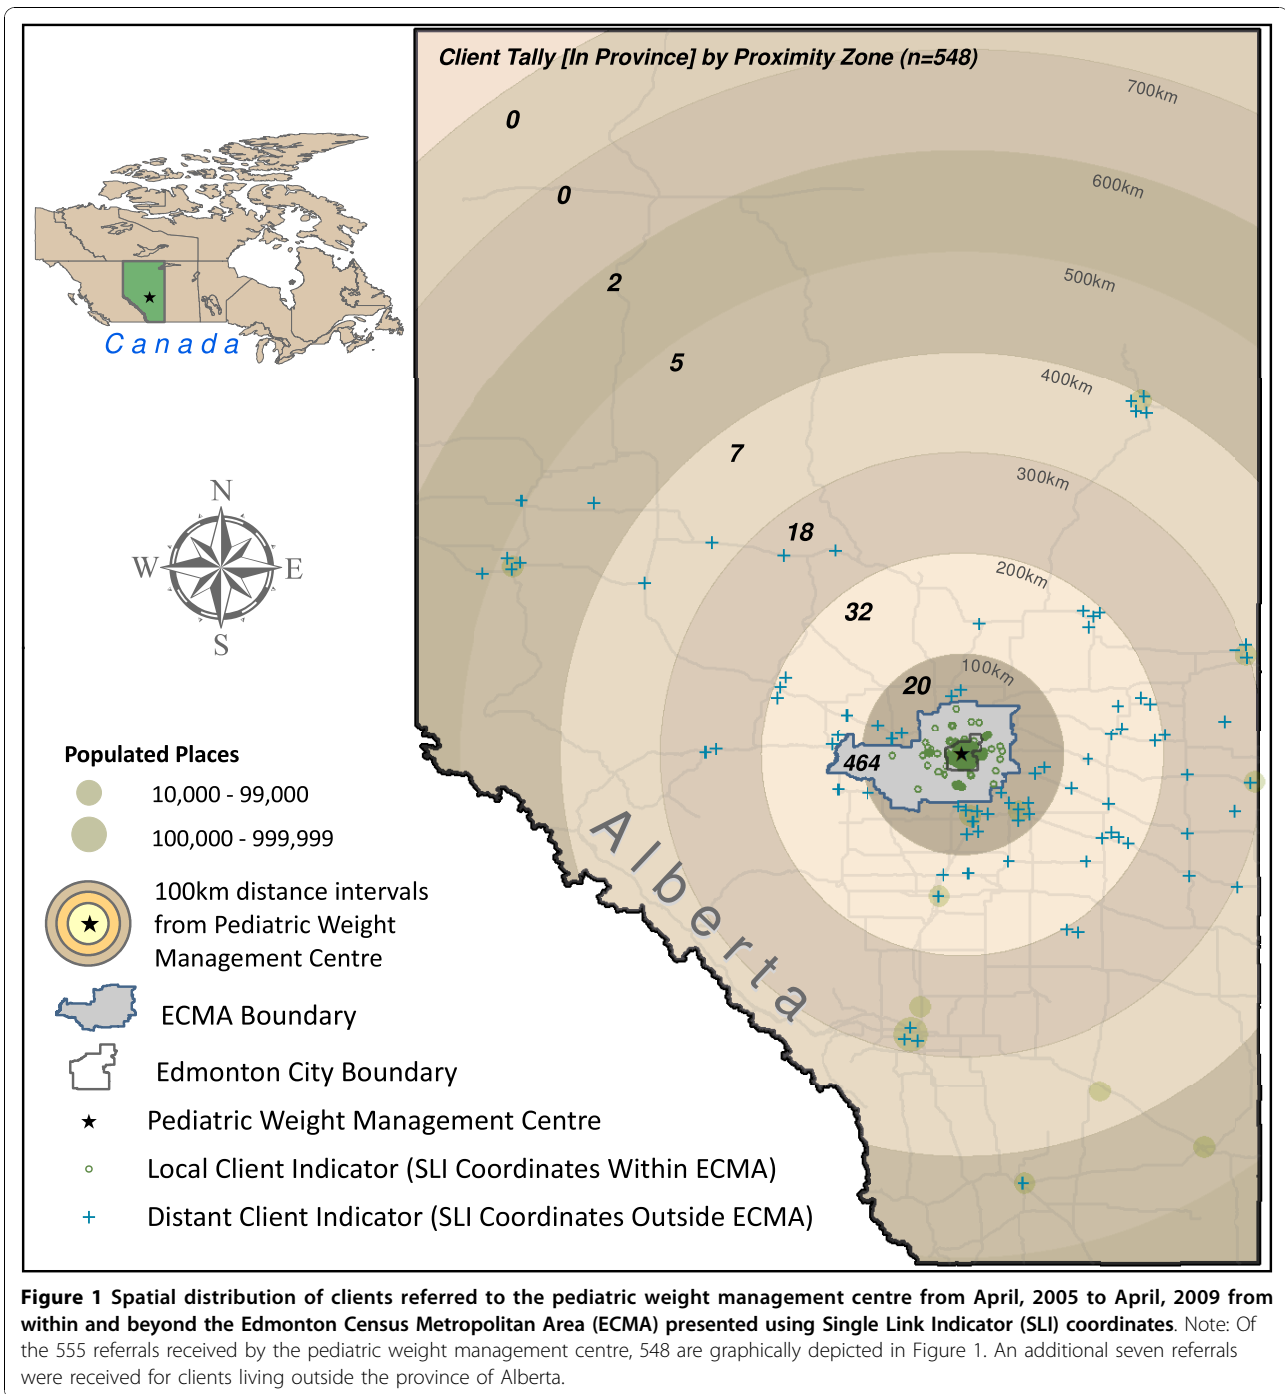 Client Tally [In Province] by Proximity Zone (n=548)
700km
0
600km
0
500km
2
Canada
5
400km
7
300km
18
N
W E
S
200km
32
100km
20
464
Alberta
Populated Places
10,000 - 99,000
100,000 - 999,999
100km distance intervals
from Pediatric Weight
Management Centre
ECMA Boundary
Edmonton City Boundary
Pediatric Weight Management Centre
Local Client Indicator (SLI Coordinates Within ECMA)
Distant Client Indicator (SLI Coordinates Outside ECMA)
Figure 1 Spatial distribution of clients referred to the pediatric weight management centre from April, 2005 to April, 2009 from
within and beyond the Edmonton Census Metropolitan Area (ECMA) presented using Single Link Indicator (SLI) coordinates. Note: Of
the 555 referrals received by the pediatric weight management centre, 548 are graphically depicted in Figure 1. An additional seven referrals
were received for clients living outside the province of Alberta.